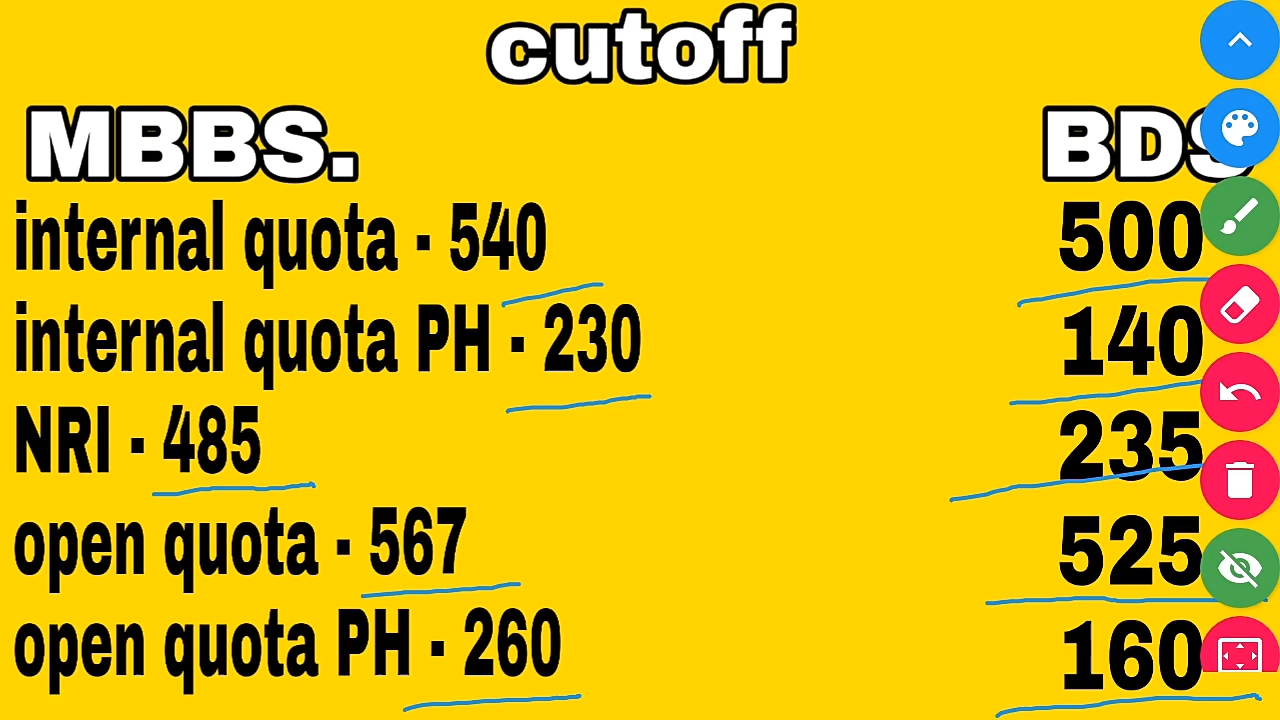 cutoff
MBBS. BDS
internal quota - 540 500
internal quota PH - 230 140
NRI - 485 235
open quota - 567 525
open quota PH - 260 160